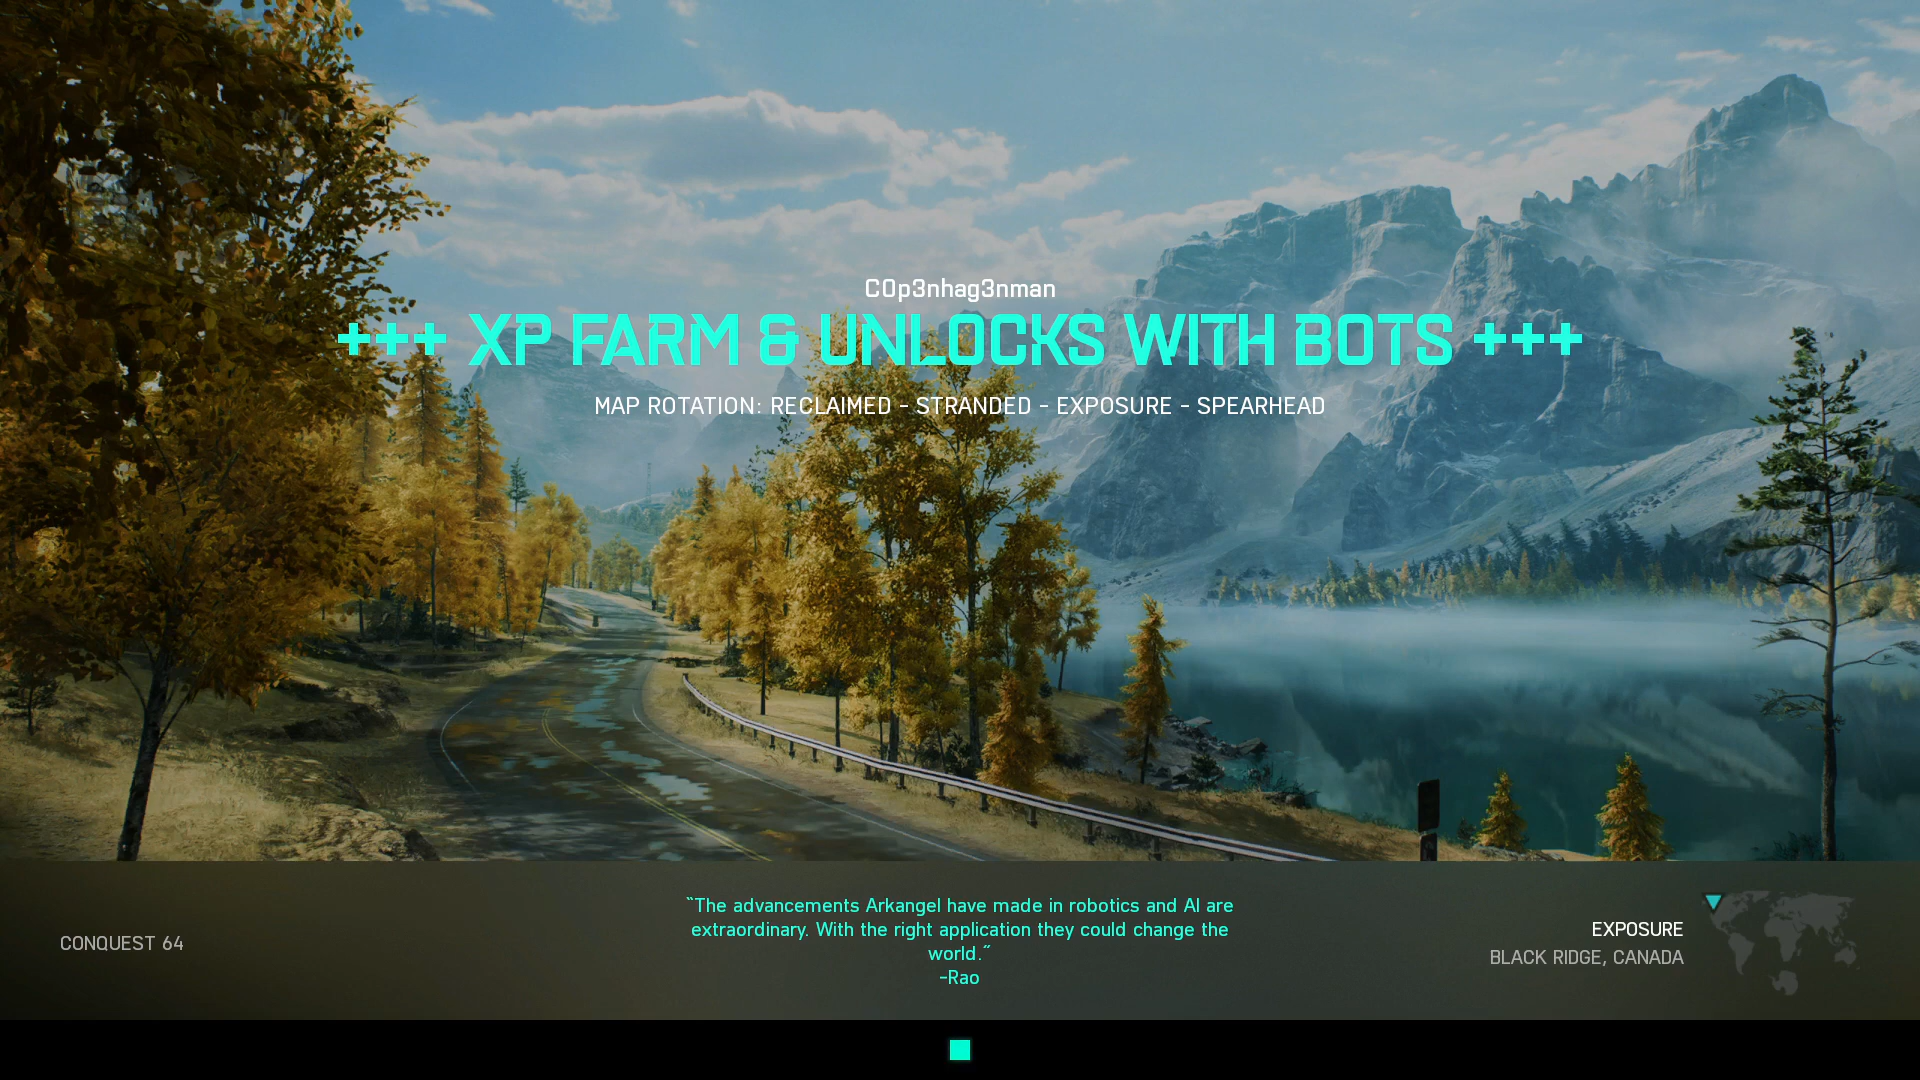 C0p3nhag3nman
+++ XP FARM & UNLOCKS WITH BOTS +++
MAP ROTATION: RECLAIMED - STRANDED - EXPOSURE - SPEARHEAD
CONQUEST 64
"The advancements Arkangel have made in robotics and AI are
extraordinary. With the right application they could change the
world."
-Rao
EXPOSURE
BLACK RIDGE, CANADA